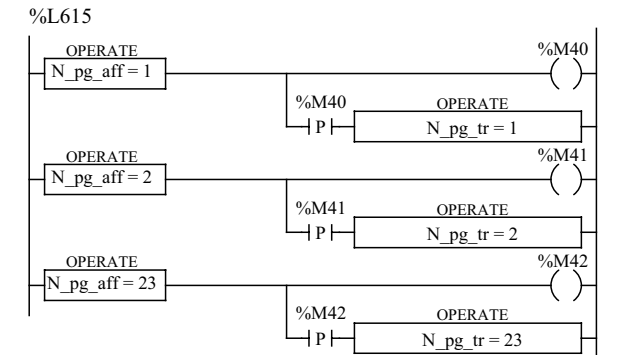 %L615
OPERATE %M40
N_pg_aff = 1 ( )
%M40 OPERATE
P N_pg_tr = 1
OPERATE %M41
N_pg_aff = 2 ( )
%M41 OPERATE
P N_pg_tr = 2
OPERATE %M42
N_pg_aff = 23 ( )
%M42 OPERATE
P N_pg_tr = 23